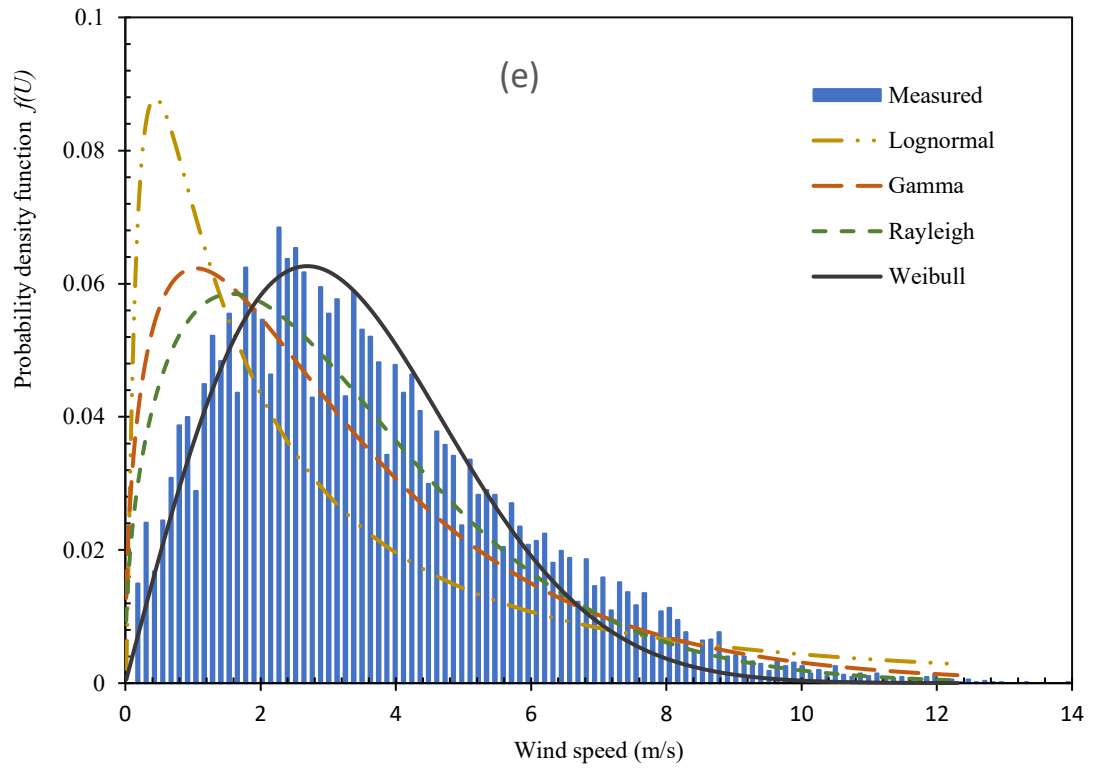 0.1
0.08
0.06
0.04
0.02
0
Probability density function f(U)
(e)
Measured
Lognormal
Gamma
Rayleigh
Weibull
0 2 4 6 8 10 12 14
Wind speed (m/s)